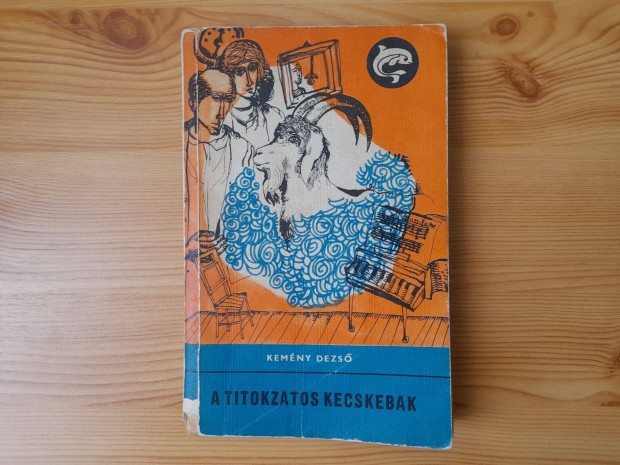 KEMÉNY DEZSŐ
A TITOKZATOS KECSKEBAK